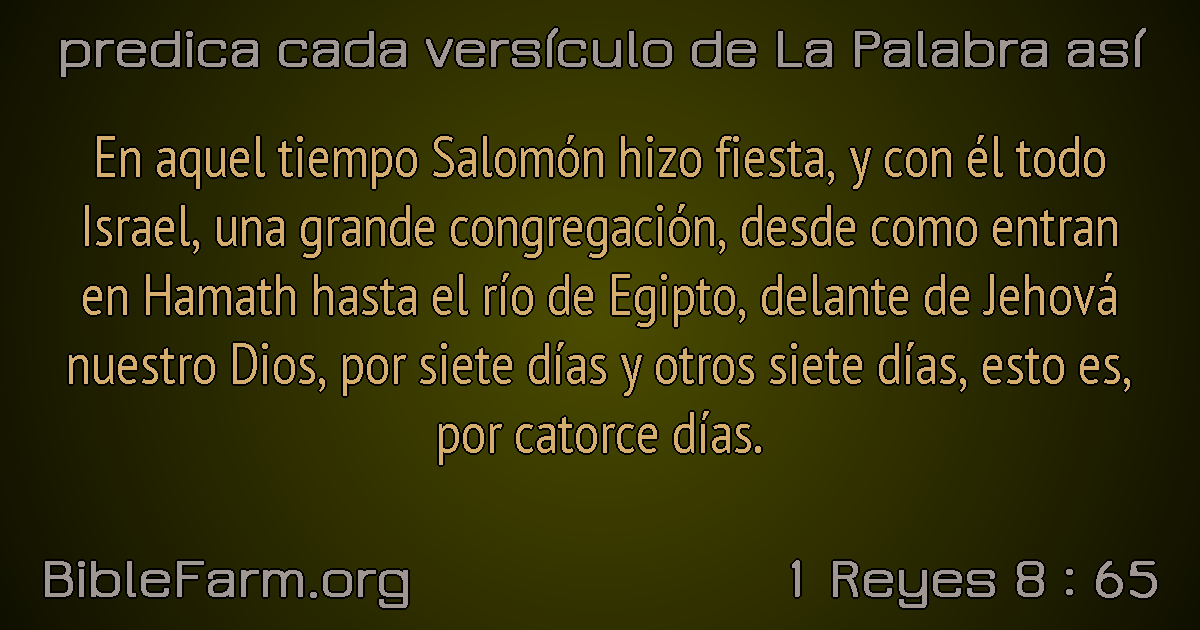 predica cada versículo de La Palabra así
En aquel tiempo Salomón hizo fiesta, y con él todo
Israel, una grande congregación, desde como entran
en Hamath hasta el río de Egipto, delante de Jehová
nuestro Dios, por siete días y otros siete días, esto es,
por catorce días.
BibleFarm.org
1 Reyes 8 : 65